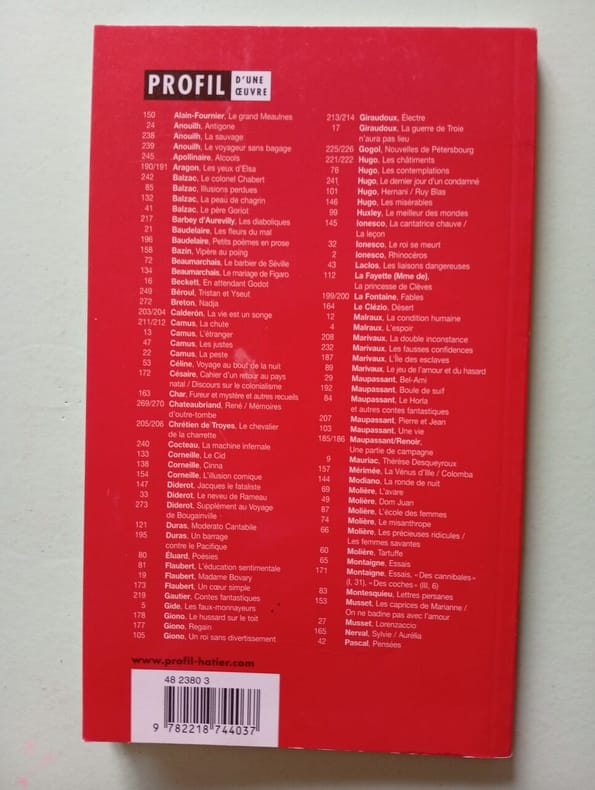 PROFIL
D'UNE
ŒUVRE
150 Alain-Fournier, Le grand Meaulnes
24 Anouilh, Antigone
238 Anouilh, La sauvage
239 Anouilh, Le voyageur sans bagage
245 Apollinaire, Alcools
190/191 Aragon, Les yeux d'Elsa
242 Balzac, Le colonel Chabert
85 Balzac, Illusions perdues
132 Balzac, La peau de chagrin
41 Balzac, Le père Goriot
217 Barbey d'Aurevilly, Les diaboliques
21 Baudelaire, Les fleurs du mal
196 Baudelaire, Petits poèmes en prose
158 Bazin, Vipère au poing
72 Beaumarchais, Le barbier de Séville
134 Beaumarchais, Le mariage de Figaro
16 Beckett, En attendant Godot
249 Béroul, Tristan et Yseut
272 Breton, Nadja
203/204 Calderón, La vie est un songe
211/212 Camus, La chute
13 Camus, L'étranger
47 Camus, Les justes
22 Camus, La peste
53 Céline, Voyage au bout de la nuit
172 Césaire, Cahier d'un retour au pays
natal / Discours sur le colonialisme
163 Char, Fureur et mystère et autres recueils
269/270 Chateaubriand, René / Mémoires
d'outre-tombe
205/206 Chrétien de Troyes, Le chevalier
de la charrette
240 Cocteau, La machine infernale
133 Corneille, Le Cid
138 Corneille, Cinna
154 Corneille, L'illusion comique
147 Diderot, Jacques le fataliste
33 Diderot, Le neveu de Rameau
273 Diderot, Supplément au Voyage
de Bougainville
121 Duras, Moderato Cantabile
195 Duras, Un barrage
contre le Pacifique
80 Éluard, Poésies
81 Flaubert, L'éducation sentimentale
19 Flaubert, Madame Bovary
173 Flaubert, Un cœur simple
219 Gautier, Contes fantastiques
5 Gide, Les faux-monnayeurs
178 Giono, Le hussard sur le toit
177 Giono, Regain
105 Giono, Un roi sans divertissement
213/214 Giraudoux, Électre
17 Giraudoux, La guerre de Troie
n'aura pas lieu
225/226 Gogol, Nouvelles de Pétersbourg
221/222 Hugo, Les châtiments
76 Hugo, Les contemplations
241 Hugo, Le dernier jour d'un condamné
101 Hugo, Hernani / Ruy Blas
146 Hugo, Les misérables
99 Huxley, Le meilleur des mondes
145 Ionesco, La cantatrice chauve /
La leçon
32 Ionesco, Le roi se meurt
2 Ionesco, Rhinocéros
43 Laclos, Les liaisons dangereuses
112 La Fayette (Mme de),
La princesse de Clèves
199/200 La Fontaine, Fables
164 Le Clézio, Désert
12 Malraux, La condition humaine
4 Malraux, L'espoir
208 Marivaux, La double inconstance
232 Marivaux, Les fausses confidences
187 Marivaux, L'Île des esclaves
89 Marivaux, Le jeu de l'amour et du hasard
29 Maupassant, Bel-Ami
192 Maupassant, Boule de suif
84 Maupassant, Le Horla
et autres contes fantastiques
207 Maupassant, Pierre et Jean
103 Maupassant, Une vie
185/186 Maupassant/Renoir,
Une partie de campagne
9 Mauriac, Thérèse Desqueyroux
157 Mérimée, La Vénus d'Ille / Colomba
144 Modiano, La ronde de nuit
69 Molière, L'avare
49 Molière, Dom Juan
87 Molière, L'école des femmes
74 Molière, Le misanthrope
66 Molière, Les précieuses ridicules /
Les femmes savantes
60 Molière, Tartuffe
65 Montaigne, Essais
171 Montaigne, Essais, «Des cannibales»
(I, 31), «Des coches» (III, 6)
83 Montesquieu, Lettres persanes
153 Musset, Les caprices de Marianne /
On ne badine pas avec l'amour
27 Musset, Lorenzaccio
165 Nerval, Sylvie / Aurélia
42 Pascal, Pensées
www.profil-hatier.com
48 2380 3
9 782218 744037